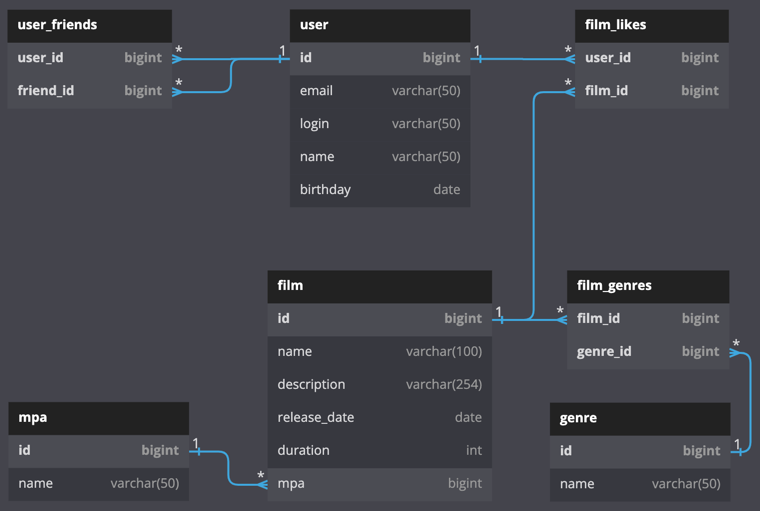 user_friends
user_id bigint
friend_id bigint
*
*
1
user
id bigint
email varchar(50)
login varchar(50)
name varchar(50)
birthday date
1
*
*
film_likes
user_id bigint
film_id bigint
film
id bigint
name varchar(100)
description varchar(254)
release_date date
duration int
mpa bigint
1
*
film_genres
film_id bigint
genre_id bigint
*
mpa
id bigint
name varchar(50)
1
*
genre
id bigint
name varchar(50)
1